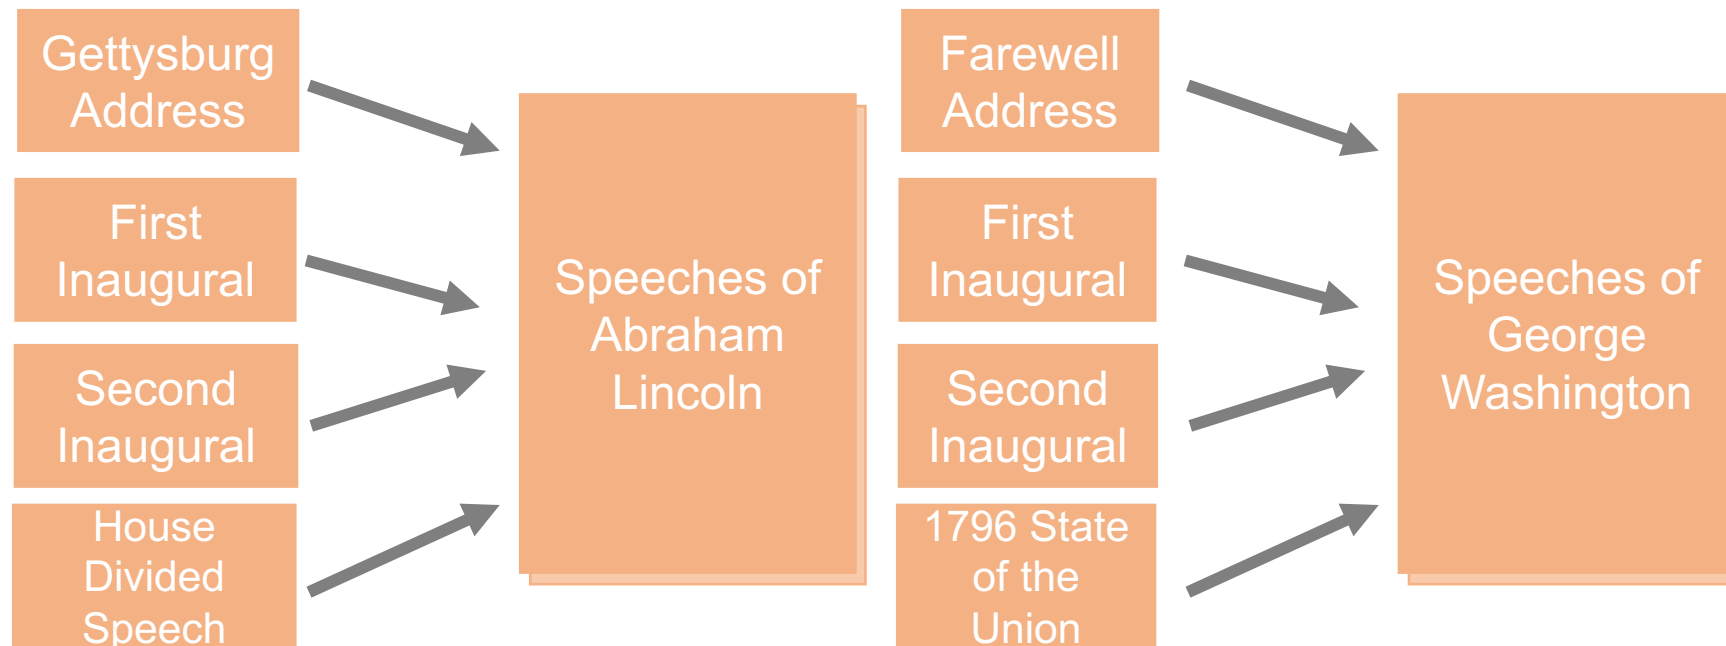 Gettysburg
Address
First
Inaugural
Second
Inaugural
House
Divided
Speech
Speeches of
Abraham
Lincoln
Farewell
Address
First
Inaugural
Second
Inaugural
1796 State
of the
Union
Speeches of
George
Washington